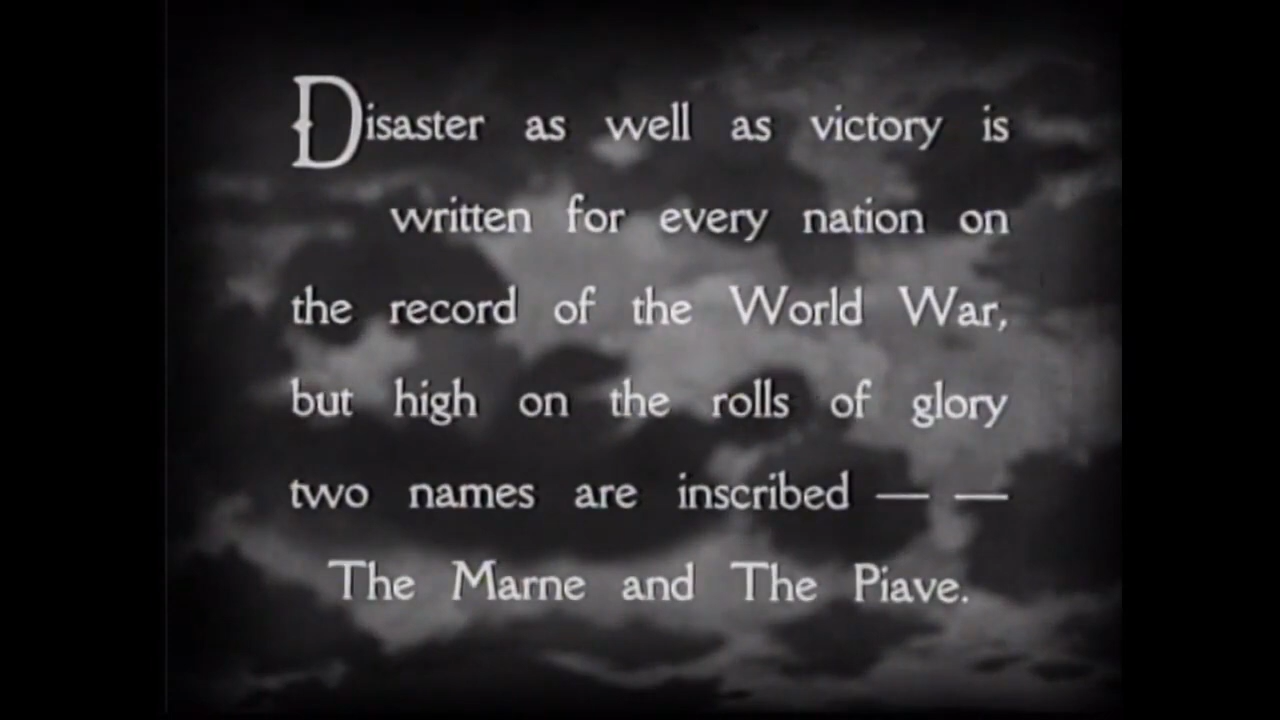 Disaster as well as victory is
written for every nation on
the record of the World War,
but high on the rolls of glory
two names are inscribed — —
The Marne and The Piave.